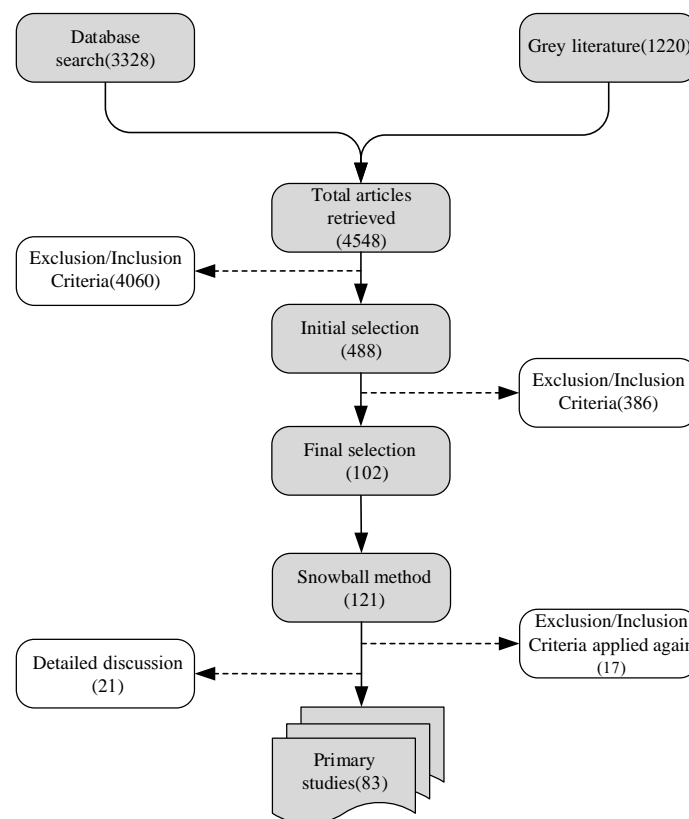 Database
search(3328)
Grey literature(1220)
Total articles
retrieved
(4548)
Exclusion/Inclusion
Criteria(4060)
Initial selection
(488)
Exclusion/Inclusion
Criteria(386)
Final selection
(102)
Snowball method
(121)
Exclusion/Inclusion
Criteria applied again
(17)
Detailed discussion
(21)
Primary
studies(83)